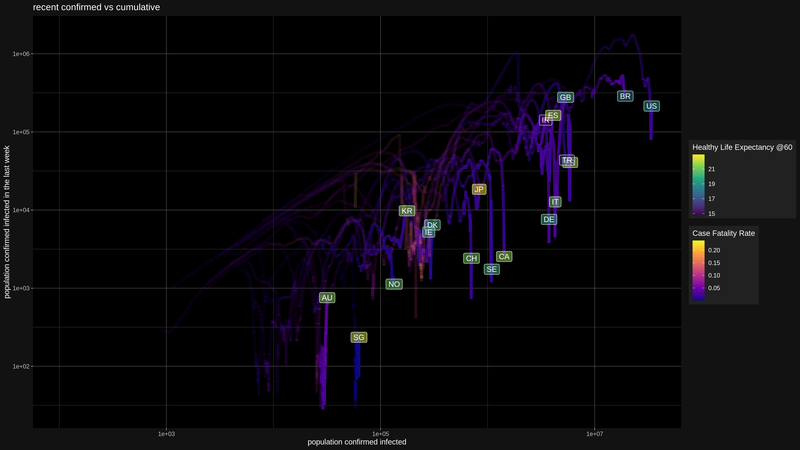 recent confirmed vs cumulative
1e+06
1e+05
1e+04
1e+03
1e+02
population confirmed infected in the last week
GB
BR
US
ES
TR
JP
KR
IT
DK
IE
DE
CH
CA
SE
NO
AU
SG
1e+03
1e+05
1e+07
population confirmed infected
Healthy Life Expectancy @60
21
19
17
15
Case Fatality Rate
0.20
0.15
0.10
0.05